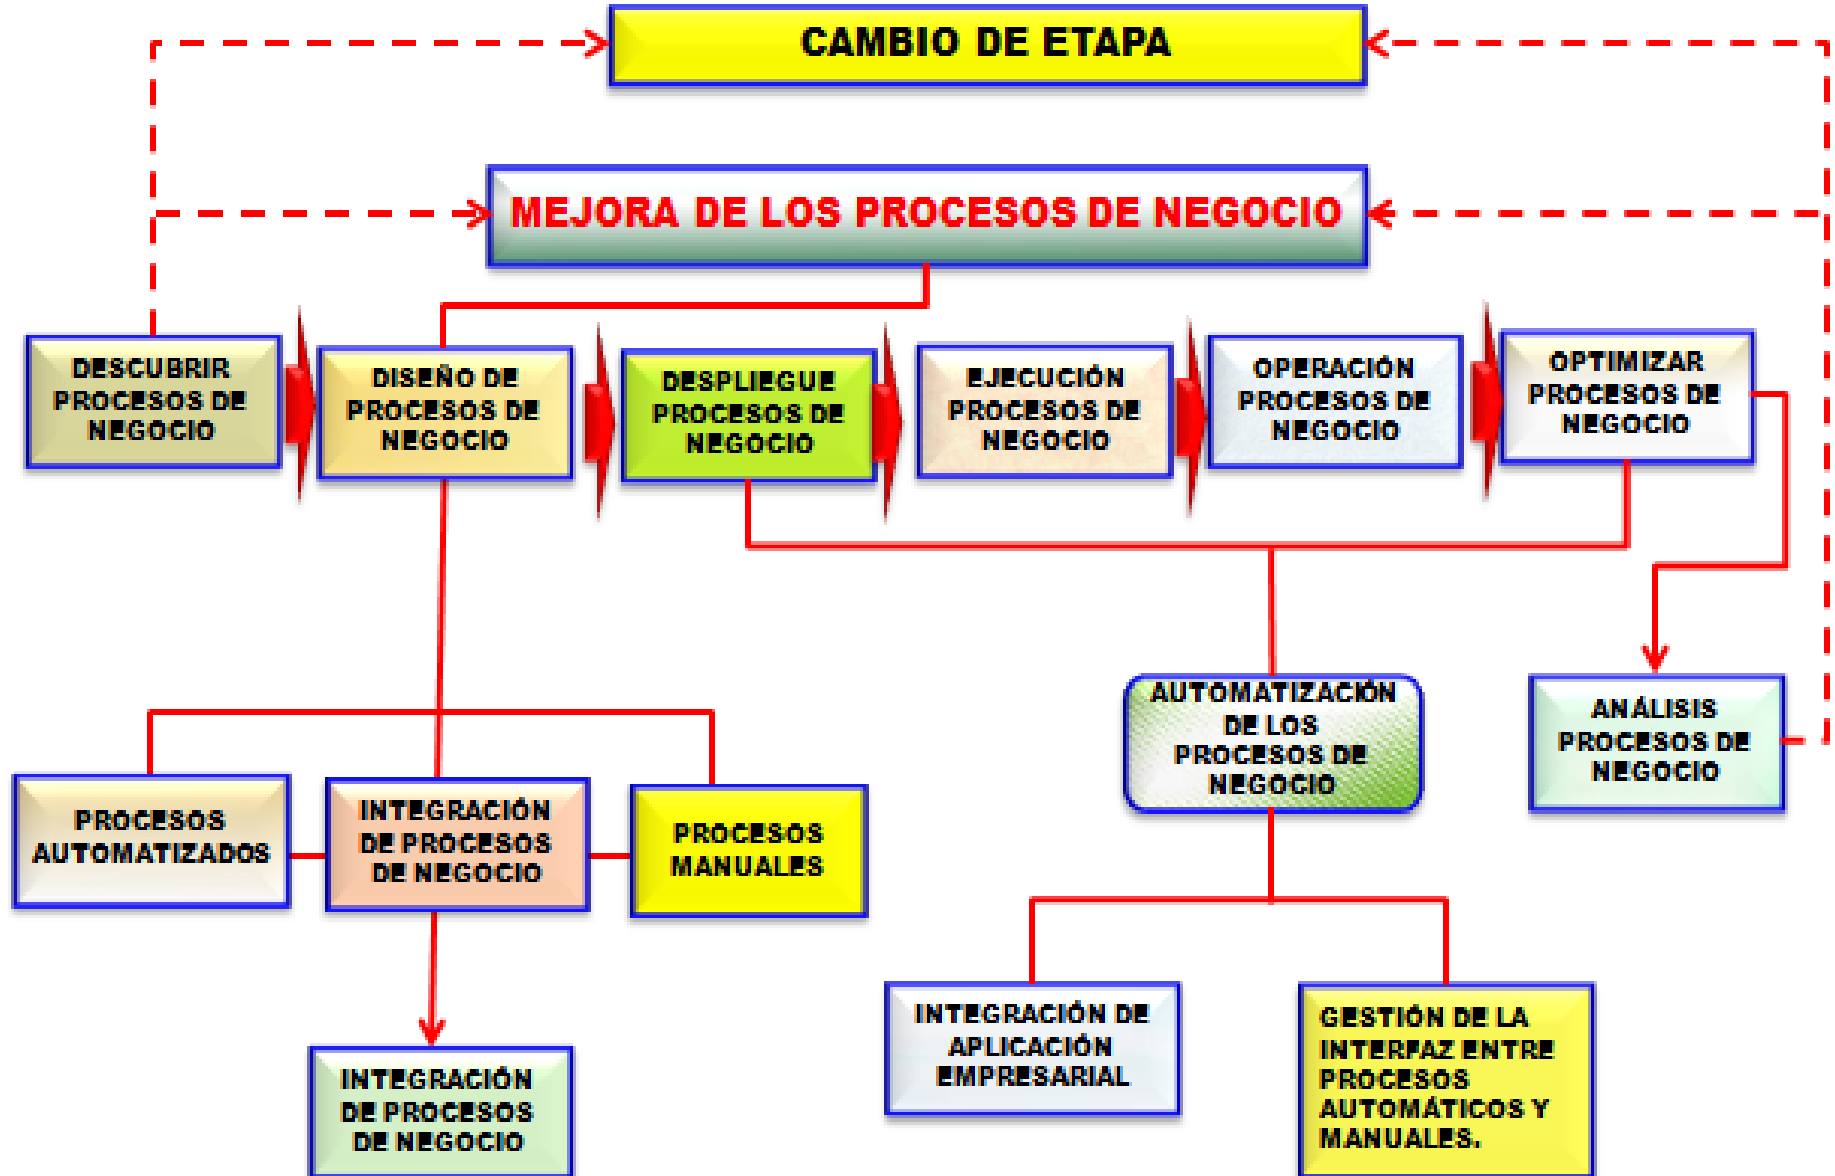 CAMBIO DE ETAPA
MEJORA DE LOS PROCESOS DE NEGOCIO
DESCUBRIR
PROCESOS DE
NEGOCIO
DISEÑO DE
PROCESOS DE
NEGOCIO
DESPLIEGUE
PROCESOS DE
NEGOCIO
EJECUCIÓN
PROCESOS DE
NEGOCIO
OPERACIÓN
PROCESOS DE
NEGOCIO
OPTIMIZAR
PROCESOS DE
NEGOCIO
AUTOMATIZACIÓN
DE LOS
PROCESOS DE
NEGOCIO
ANÁLISIS
PROCESOS DE
NEGOCIO
PROCESOS
AUTOMATIZADOS
INTEGRACIÓN
DE PROCESOS
DE NEGOCIO
PROCESOS
MANUALES
INTEGRACIÓN DE
APLICACIÓN
EMPRESARIAL
GESTIÓN DE LA
INTERFAZ ENTRE
PROCESOS
AUTOMÁTICOS Y
MANUALES.
INTEGRACIÓN
DE PROCESOS
DE NEGOCIO